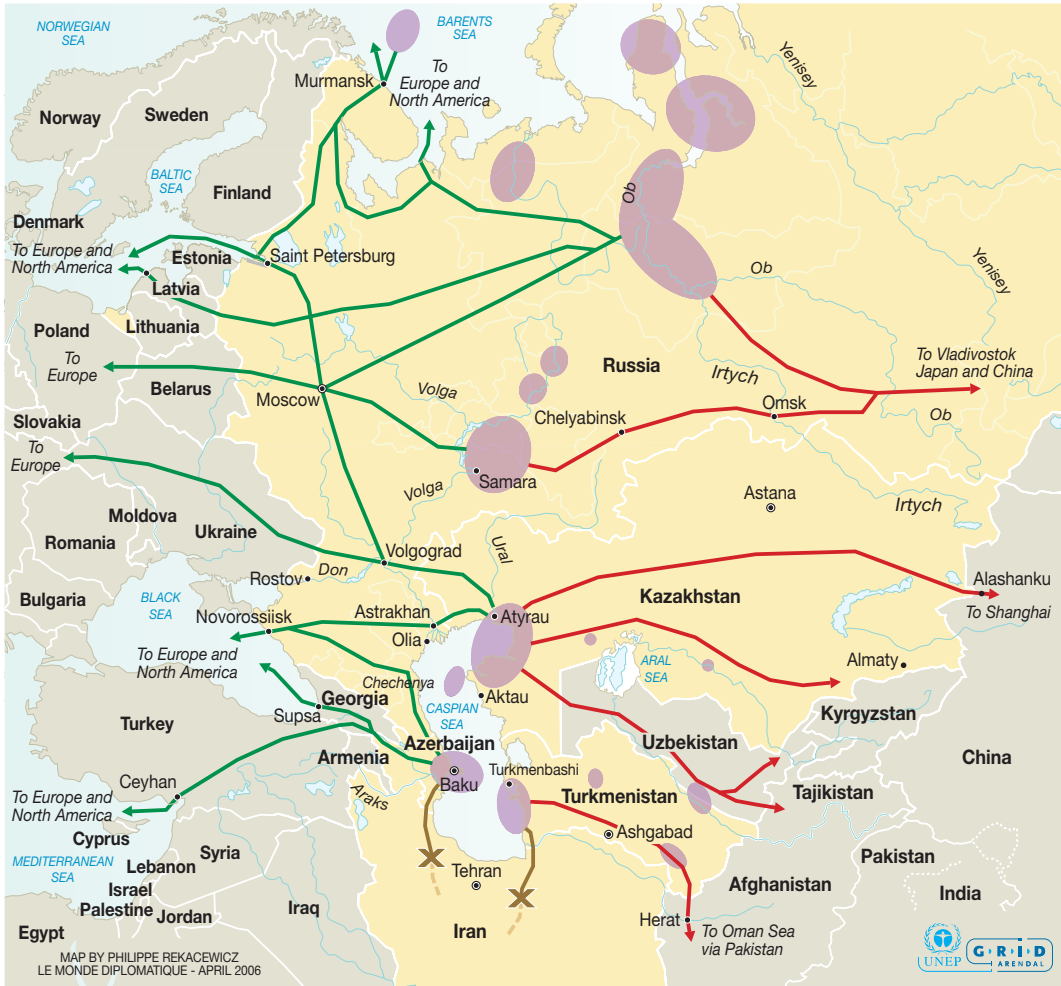 NORWEGIAN
SEA
BARENTS
SEA
Yenisey
Murmansk
To
Europe and
North America
Norway
Sweden
BALTIC
SEA
Finland
Ob
Denmark
To Europe and
North America
Estonia
Saint Petersburg
Latvia
Ob
Yenisey
Lithuania
Poland
To
Europe
Belarus
Moscow
Volga
Russia
Irtych
To Vladivostok
Japan and China
Omsk
Chelyabinsk
Ob
Slovakia
To
Europe
Samara
Volga
Astana
Irtych
Moldova
Ukraine
Romania
Volgograd
Ural
Don
Rostov
Bulgaria
BLACK
SEA
Novorossiisk
Astrakhan
Atyrau
Kazakhstan
Alashanku
To Shanghai
Olia
To Europe and
North America
Chechenya
ARAL
SEA
Almaty
Georgia
Aktau
CASPIAN
SEA
Supsa
Kyrgyzstan
Turkey
Azerbaijan
Uzbekistan
China
Armenia
Baku
Turkmenbashi
Ceyhan
Araks
Turkmenistan
Tajikistan
To Europe and
North America
Ashgabad
Cyprus
Syria
Pakistan
MEDITERRANEAN
SEA
Lebanon
Tehran
Afghanistan
India
Israel
Palestine
Jordan
Iraq
Iran
Herat
To Oman Sea
via Pakistan
Egypt
MAP BY PHILIPPE REKACEWICZ
LE MONDE DIPLOMATIQUE - APRIL 2006
UNEP
G R I D
ARENDAL